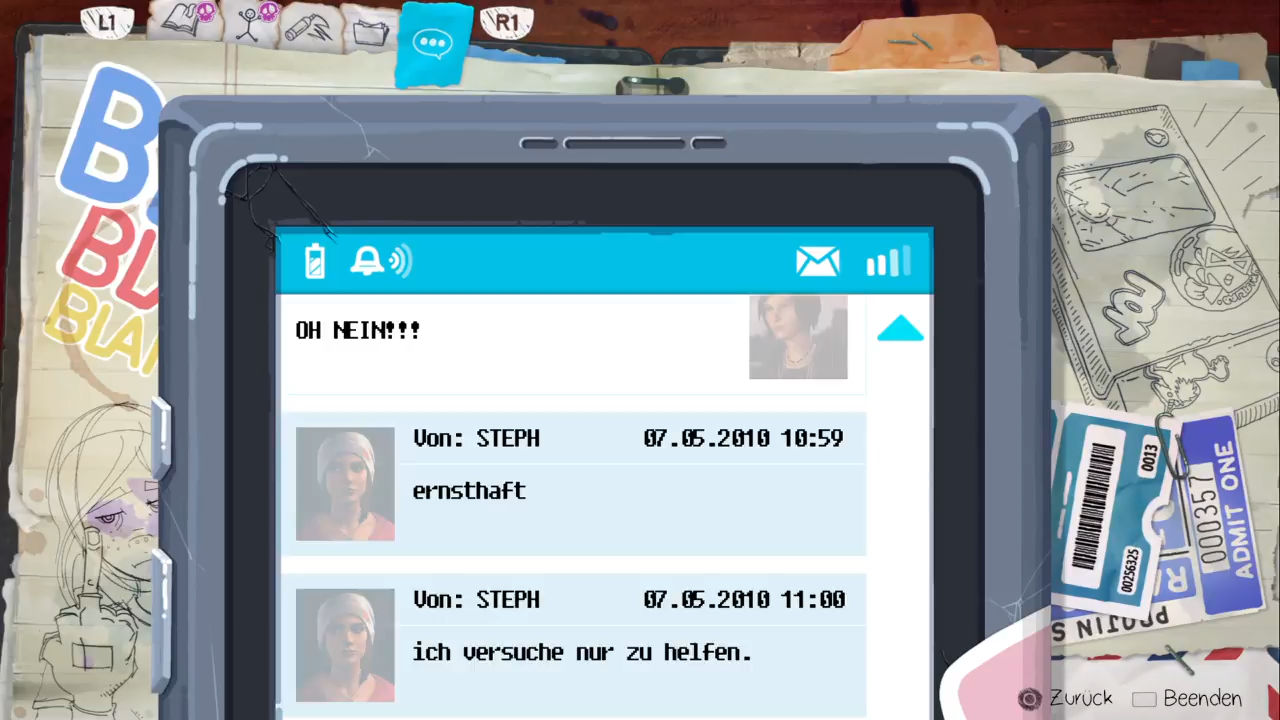 L1
R1
OH NEIN!!!
Von: STEPH 07.05.2010 10:59
ernsthaft
Von: STEPH 07.05.2010 11:00
ich versuche nur zu helfen.
0013
00256325
000357
ADMIT ONE
Zurück
Beenden